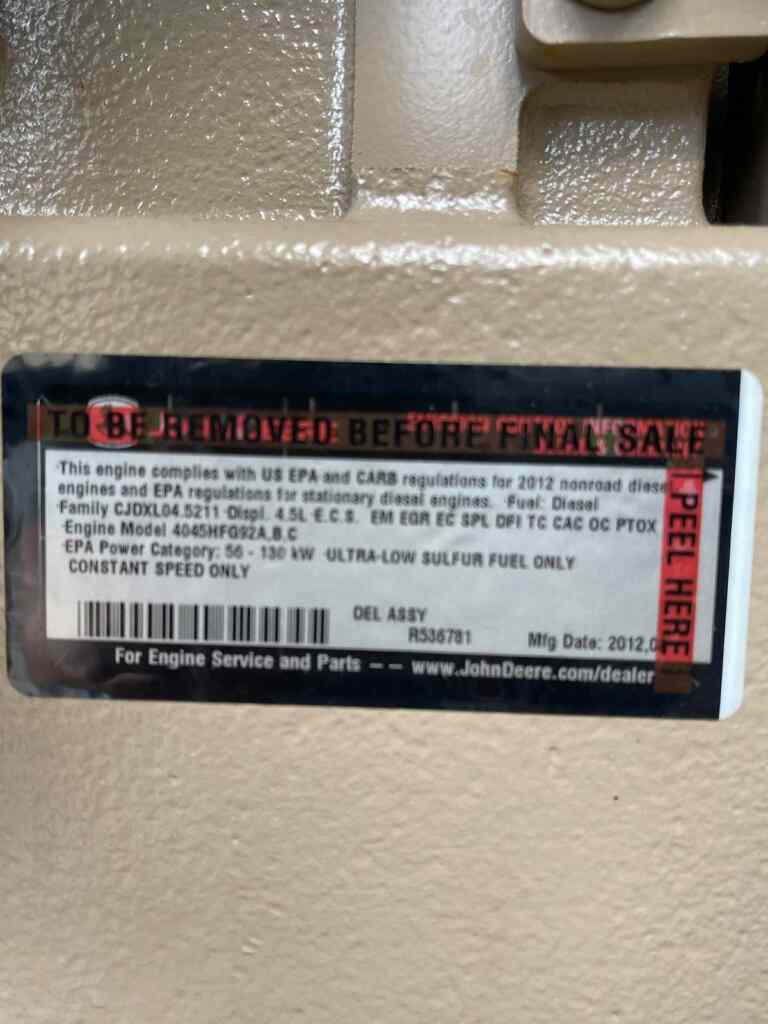 TO BE REMOVED BEFORE FINAL SALE
This engine complies with US EPA and CARB regulations for 2012 nonroad diese
engines and EPA regulations for stationary diesel engines. Fuel: Diesel
Family CJDXL04.5211 Displ. 4.5L E.C.S. EM EGR EC SPL DFI TC CAC OC PTOX
Engine Model 4045HFG92A,B,C
EPA Power Category: 56 - 130 kW ULTRA-LOW SULFUR FUEL ONLY
CONSTANT SPEED ONLY
PEEL HERE
DEL ASSY
R536781 Mfg Date: 2012,0
For Engine Service and Parts -- www.JohnDeere.com/dealer